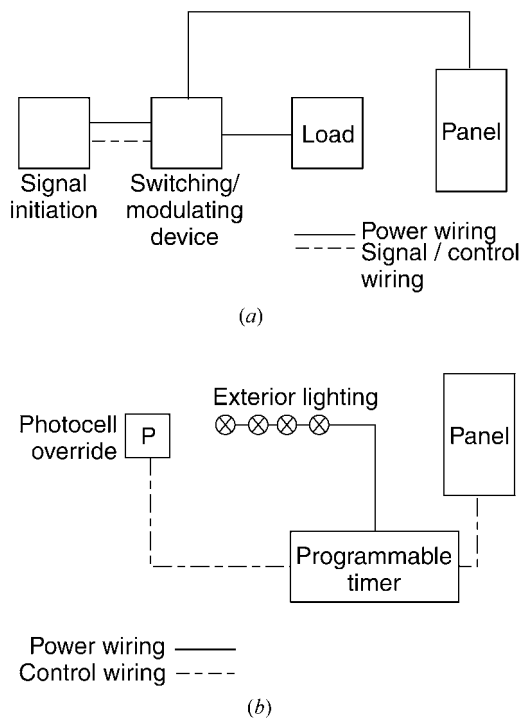 Load
Panel
Signal
initiation
Switching/
modulating
device
Power wiring
Signal / control
wiring
(a)
Exterior lighting
Photocell
override
P
Panel
Programmable
timer
Power wiring
Control wiring
(b)